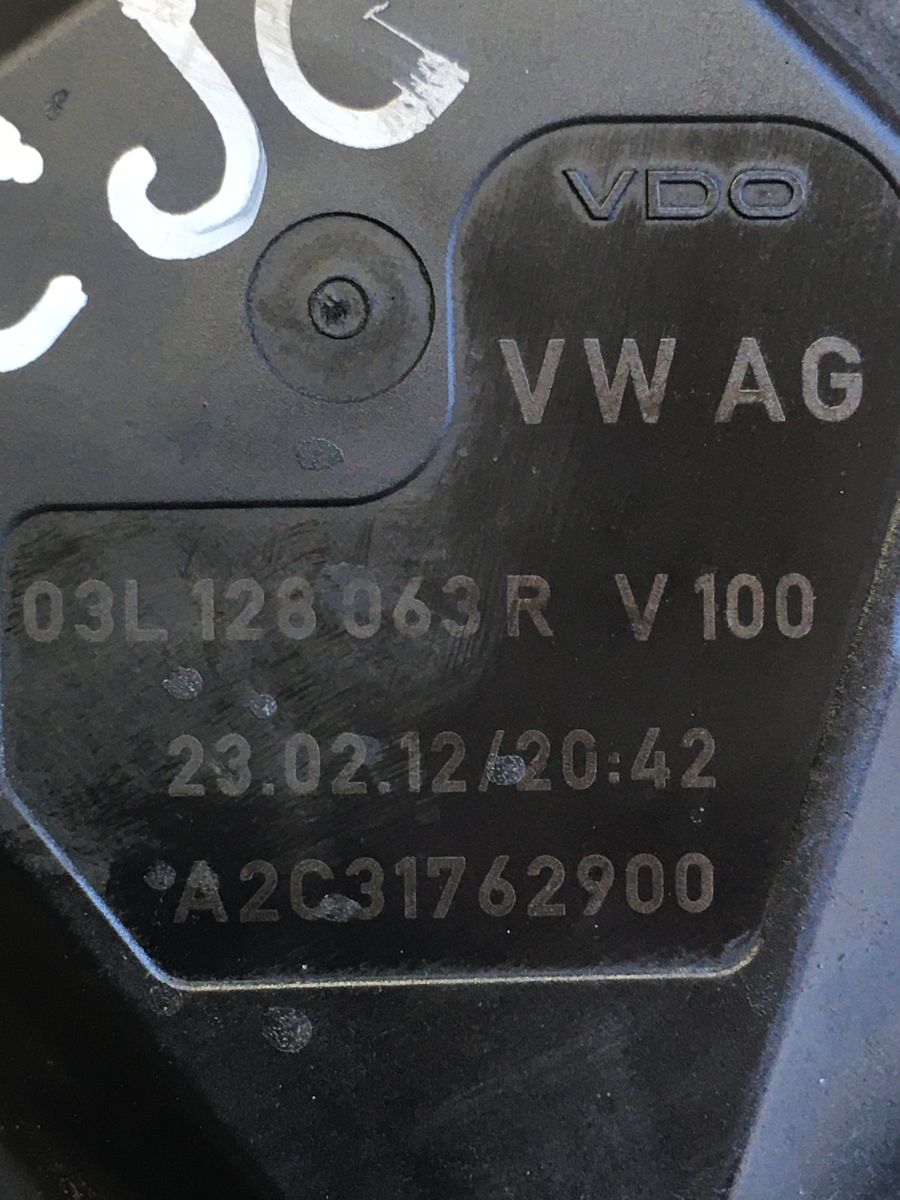 VDO
VW AG
03L 128 063 R V 100
23.02.12/20:42
A2C31762900